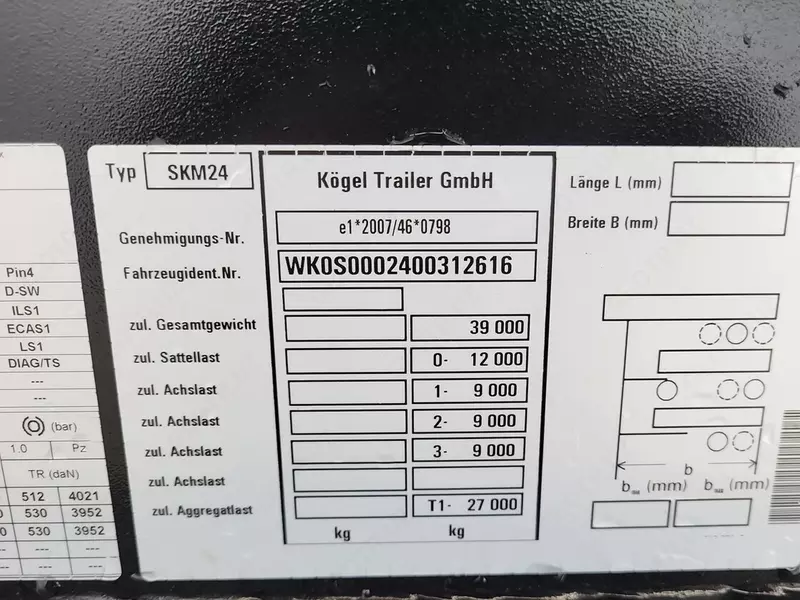 Typ SKM24
Kögel Trailer GmbH
Genehmigungs-Nr. e1*2007/46*0798
Fahrzeugident.Nr. WK0S0002400312616
zul. Gesamtgewicht 39 000
zul. Sattellast 0- 12 000
zul. Achslast 1- 9 000
zul. Achslast 2- 9 000
zul. Achslast 3- 9 000
zul. Achslast
zul. Aggregatlast T1- 27 000
kg kg
Länge L (mm)
Breite B (mm)
b
b (mm) b (mm)
Pin4
D-SW
ILS1
ECAS1
LS1
DIAG/TS
---
---
(bar)
1.0 Pz
TR (daN)
512 4021
530 3952
530 3952
--- ---
--- ---